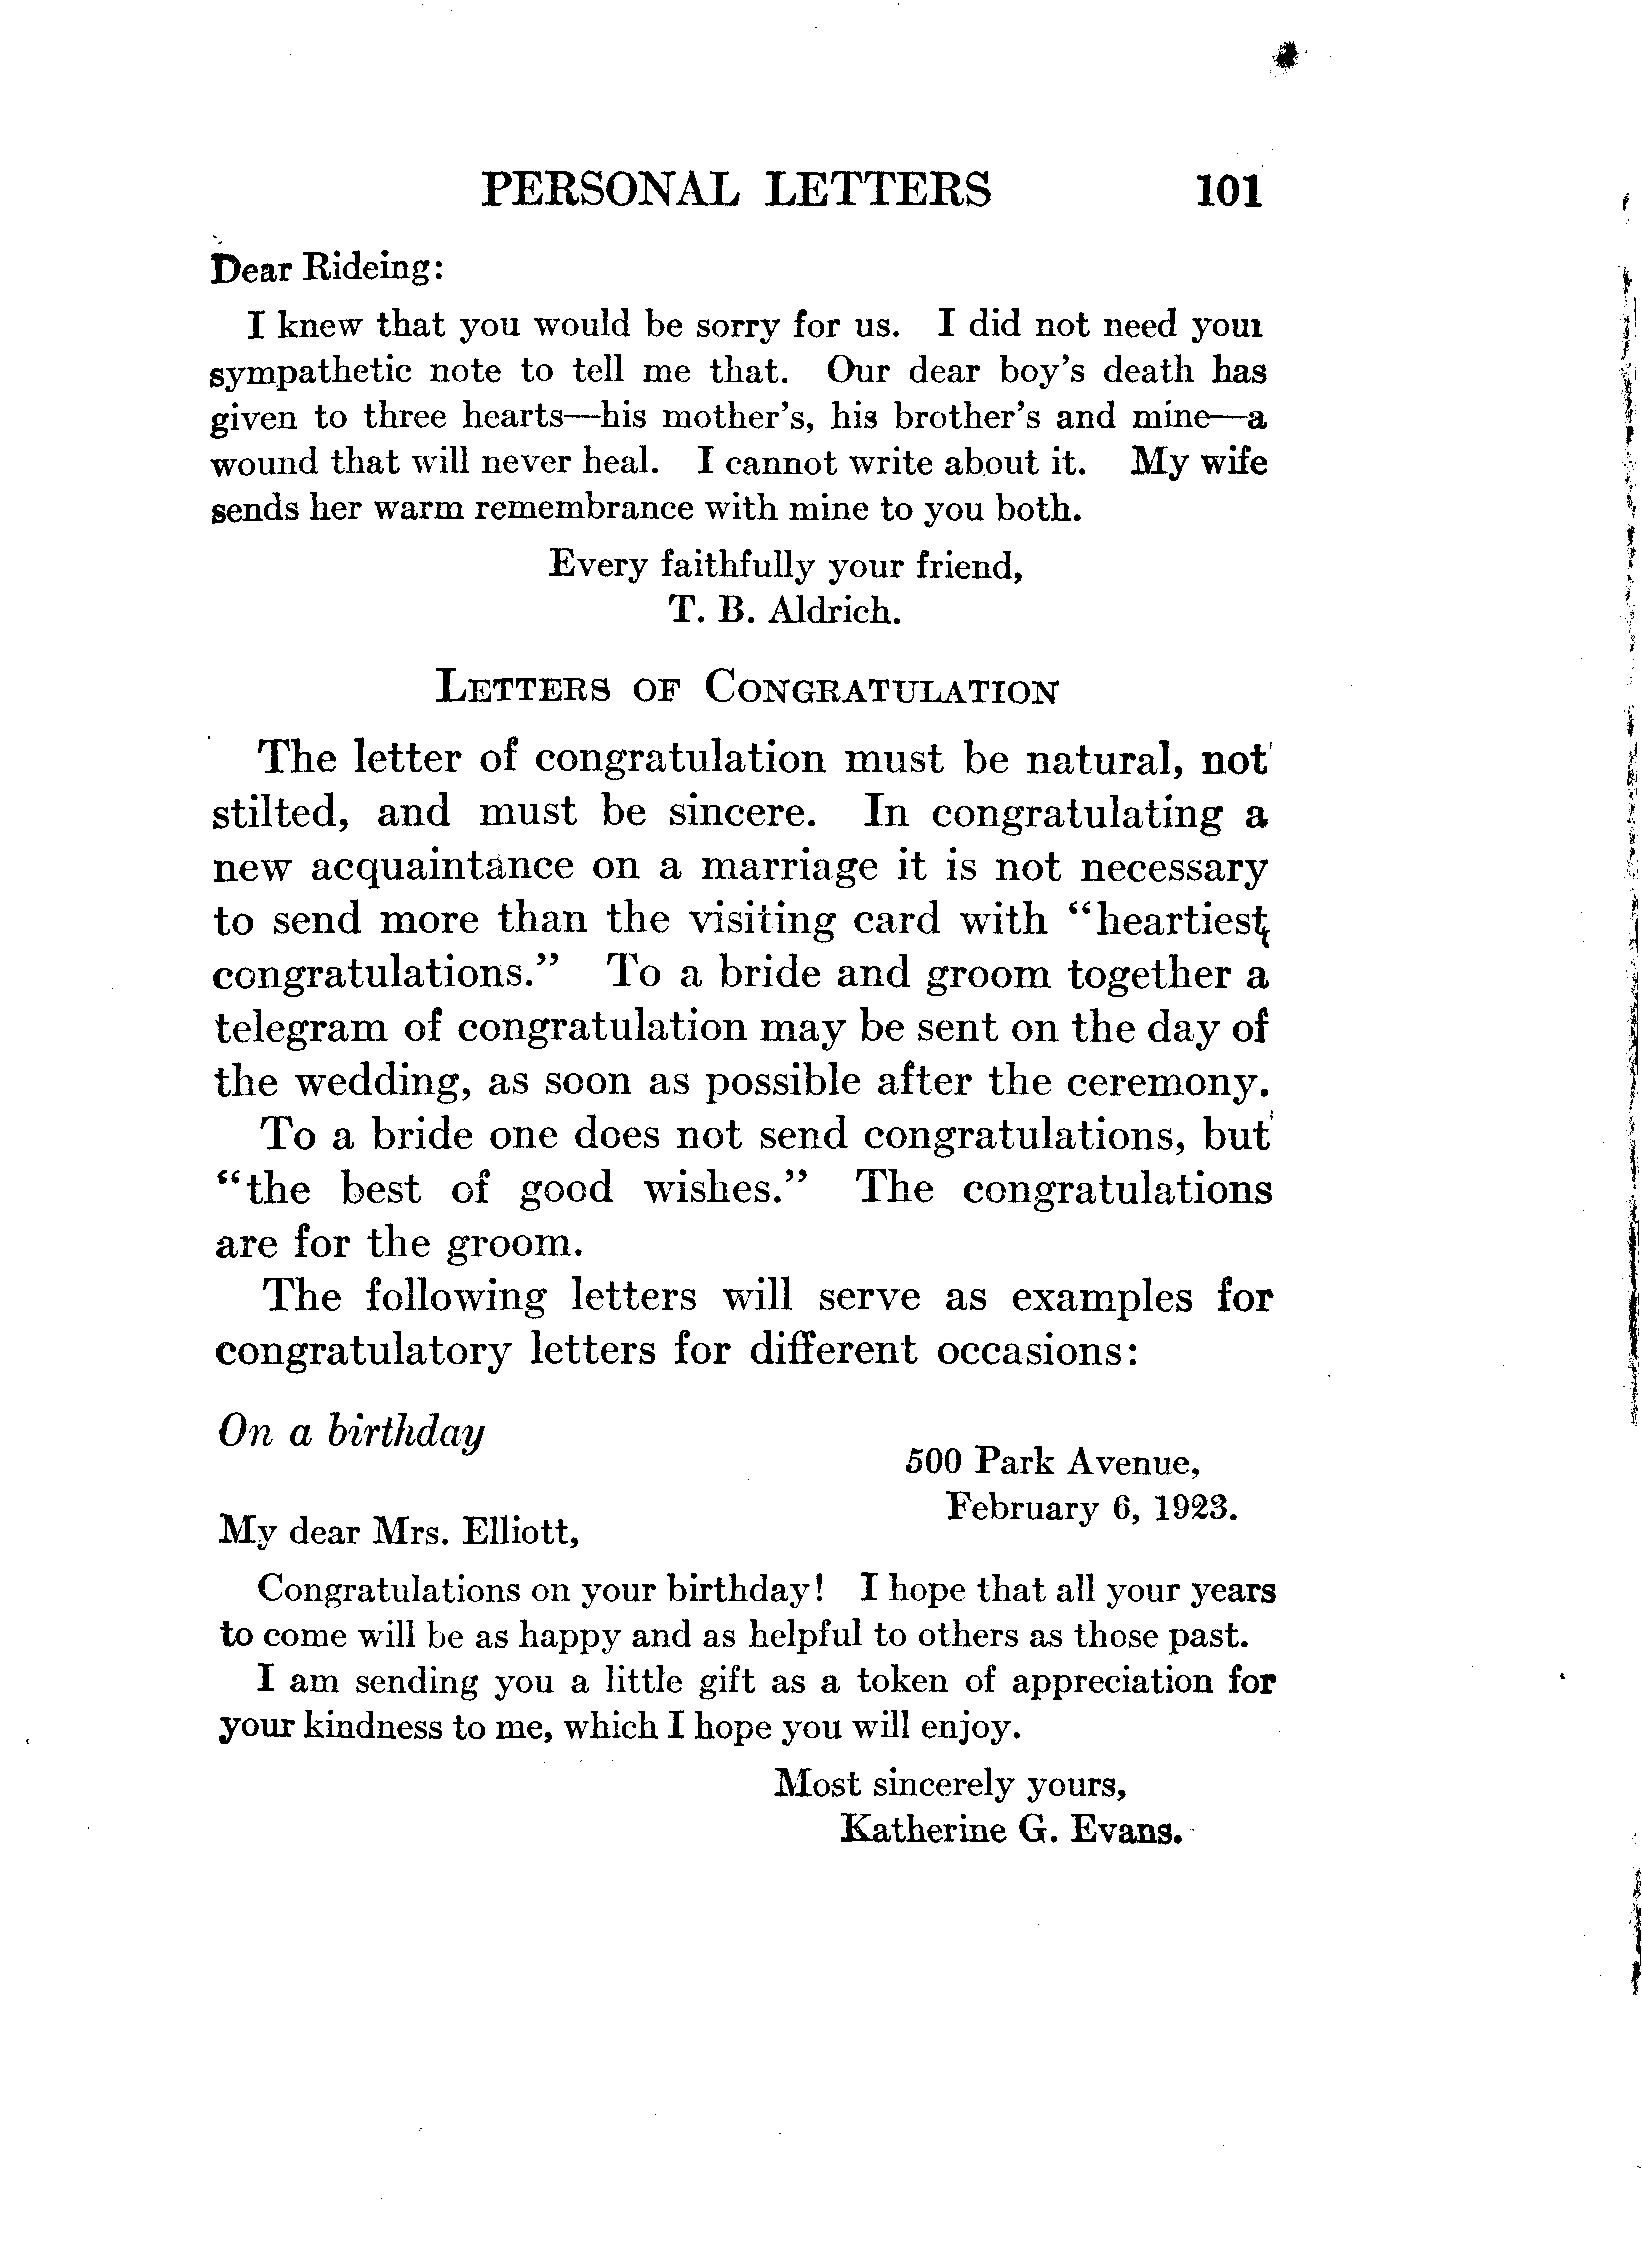 PERSONAL LETTERS 101
Dear Rideing:
I knew that you would be sorry for us. I did not need your
sympathetic note to tell me that. Our dear boy's death has
given to three hearts—his mother's, his brother's and mine—a
wound that will never heal. I cannot write about it. My wife
sends her warm remembrance with mine to you both.
Every faithfully your friend,
T. B. Aldrich.
LETTERS OF CONGRATULATION
The letter of congratulation must be natural, not
stilted, and must be sincere. In congratulating a
new acquaintance on a marriage it is not necessary
to send more than the visiting card with "heartiest
congratulations." To a bride and groom together a
telegram of congratulation may be sent on the day of
the wedding, as soon as possible after the ceremony.
To a bride one does not send congratulations, but
"the best of good wishes." The congratulations
are for the groom.
The following letters will serve as examples for
congratulatory letters for different occasions:
On a birthday
500 Park Avenue,
February 6, 1923.
My dear Mrs. Elliott,
Congratulations on your birthday! I hope that all your years
to come will be as happy and as helpful to others as those past.
I am sending you a little gift as a token of appreciation for
your kindness to me, which I hope you will enjoy.
Most sincerely yours,
Katherine G. Evans.